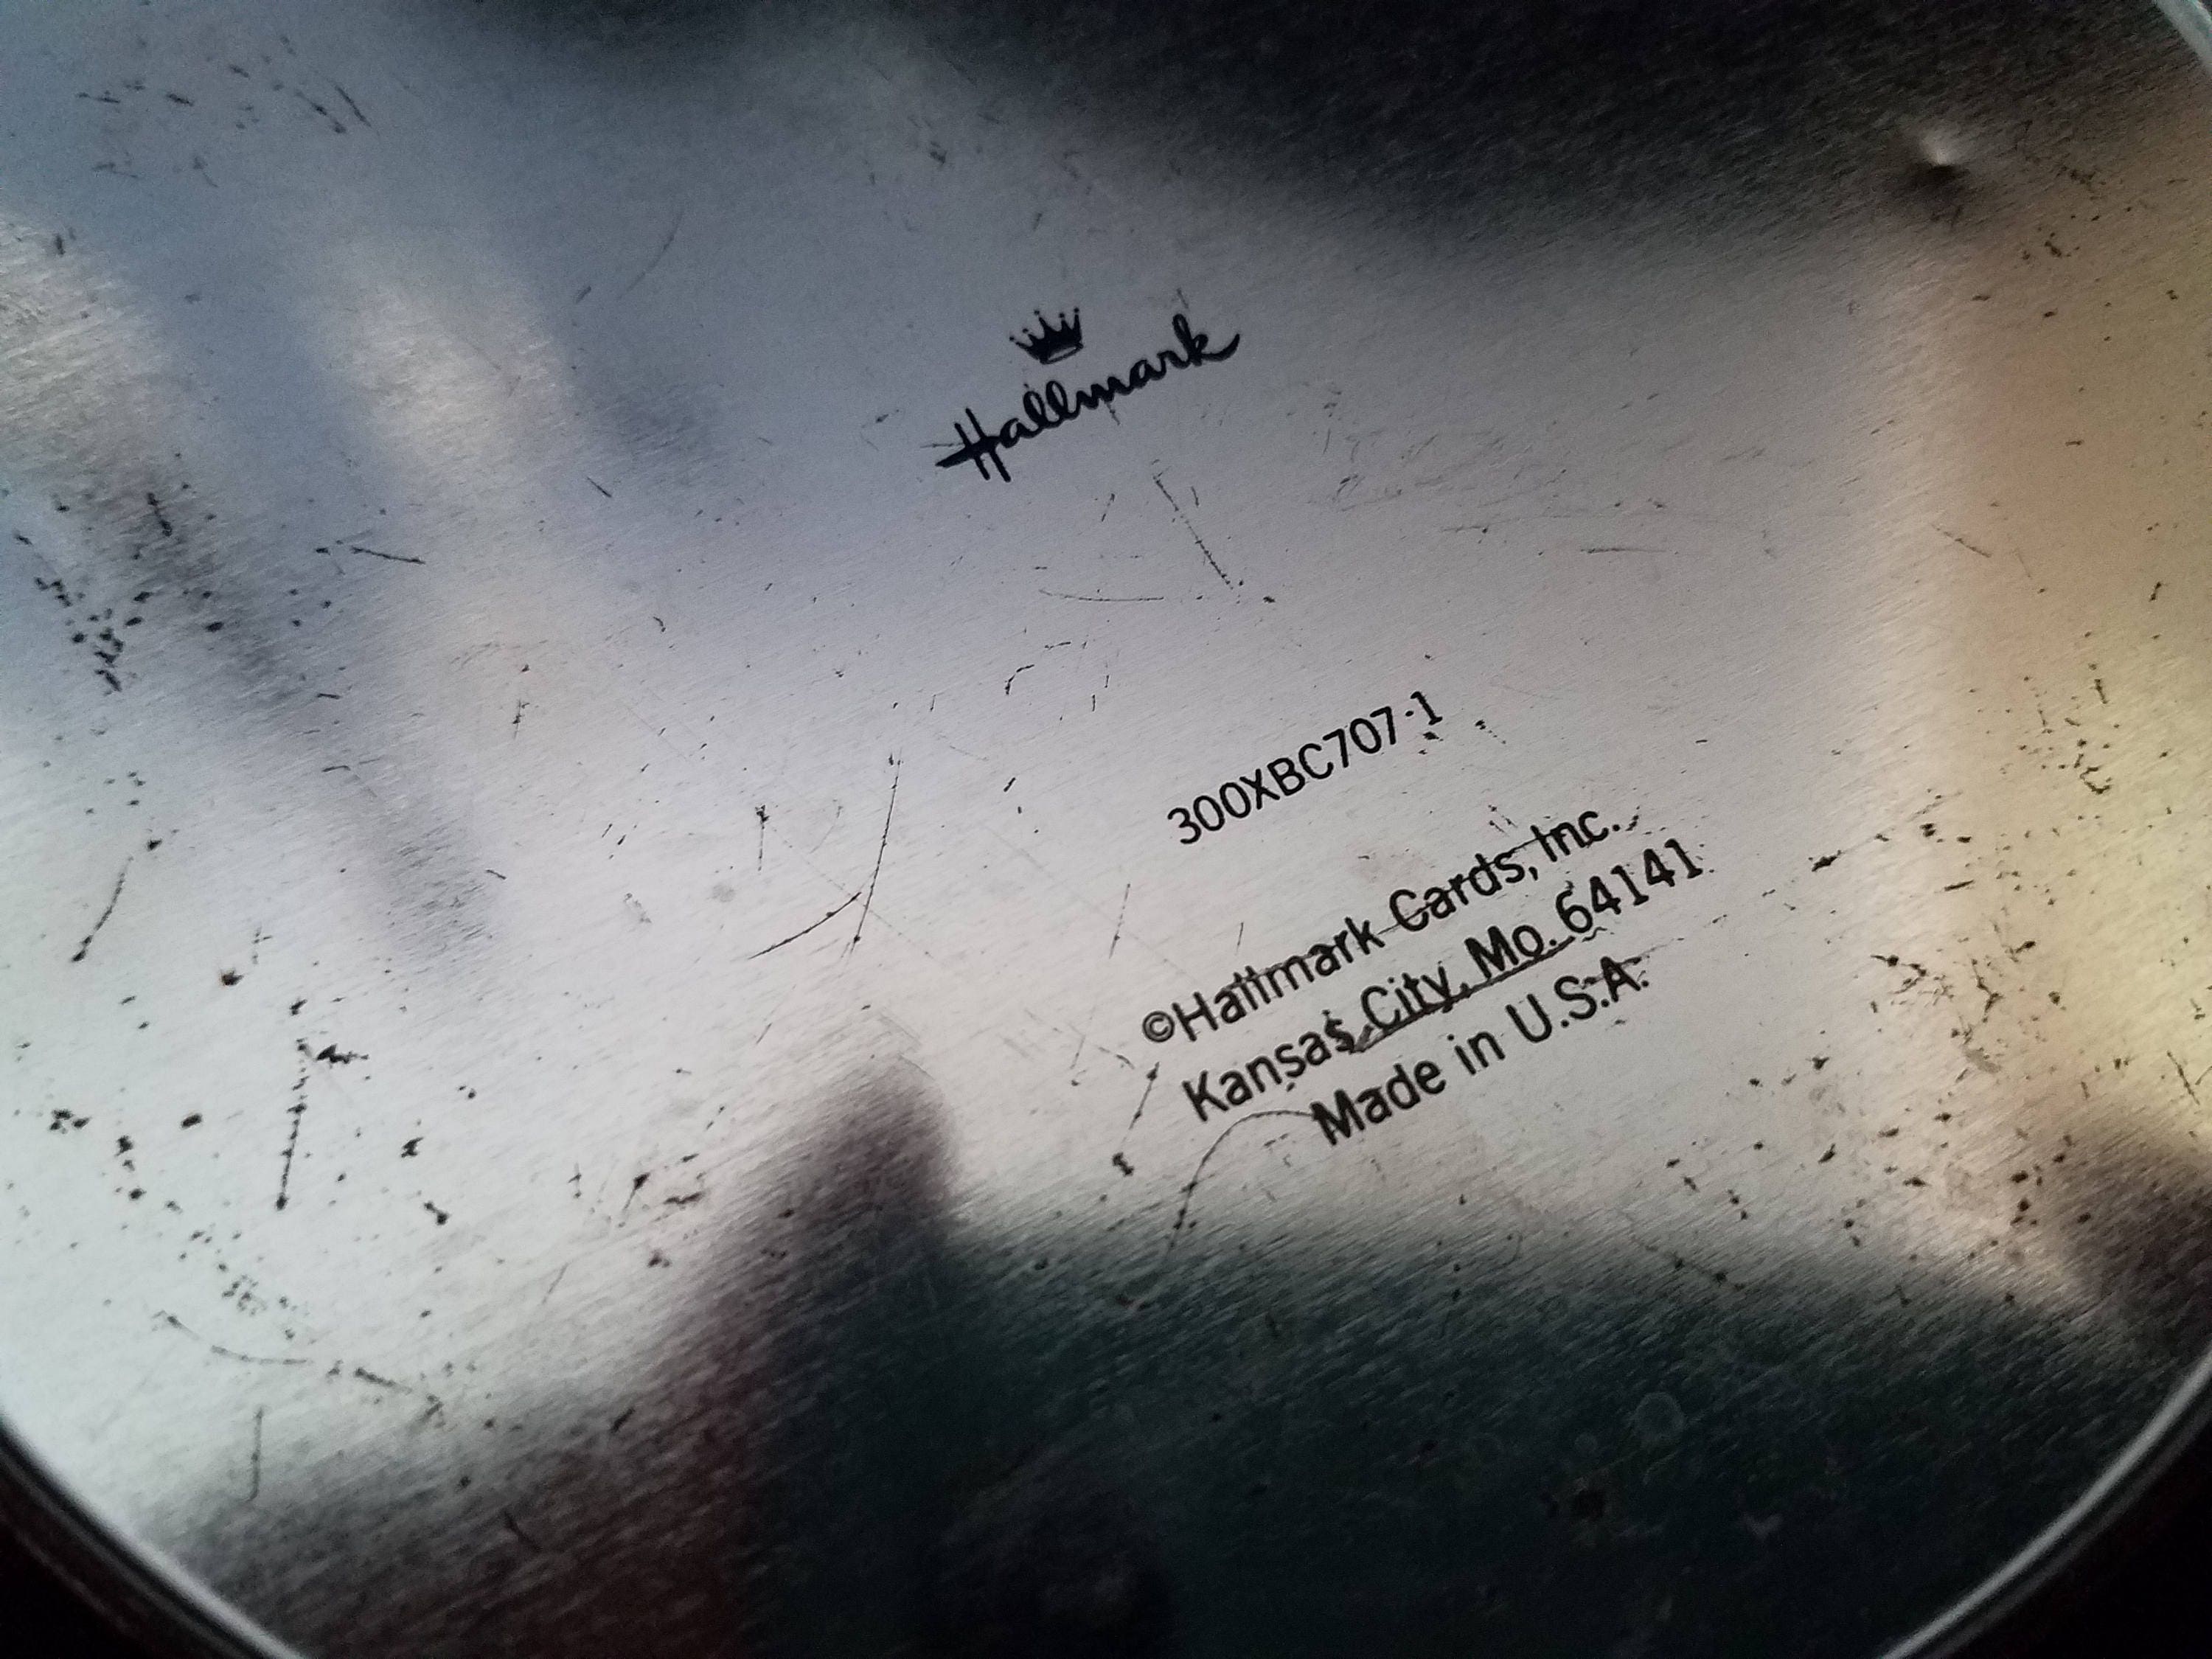 Hallmark
300XBC707-1
©Hallmark Cards, Inc.
Kansas City, Mo. 64141
Made in U.S.A.